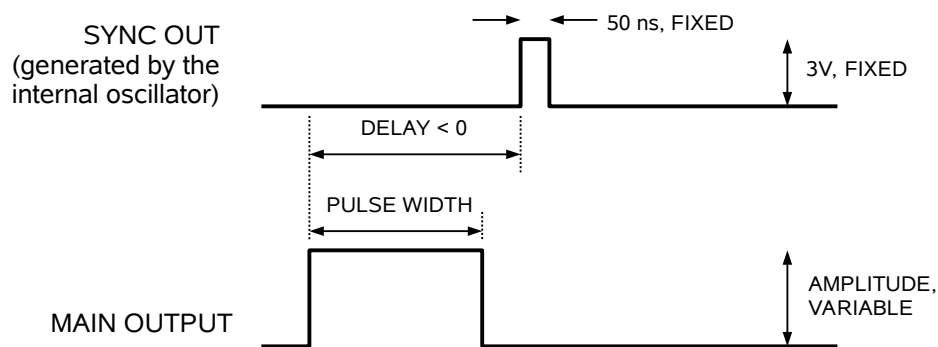 50 ns, FIXED
SYNC OUT
(generated by the
internal oscillator)
3V, FIXED
DELAY < 0
PULSE WIDTH
AMPLITUDE,
VARIABLE
MAIN OUTPUT